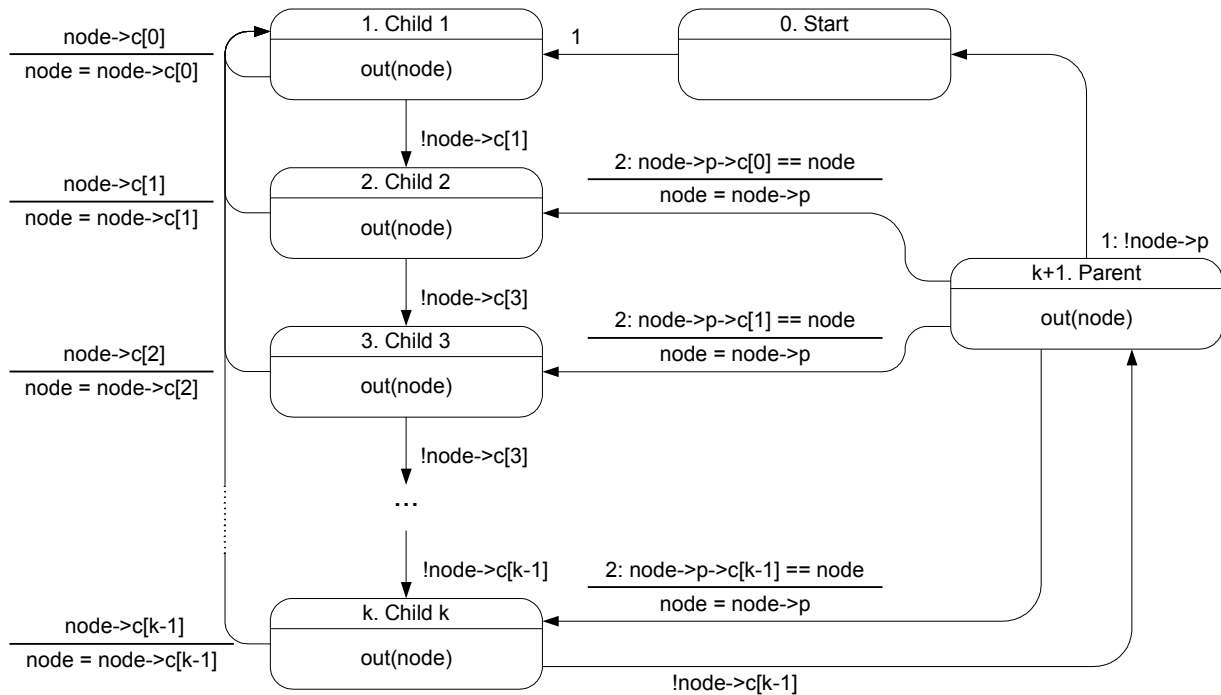 node->c[0]
node = node->c[0]
1. Child 1
out(node)
1
0. Start
!node->c[1]
node->c[1]
node = node->c[1]
2. Child 2
out(node)
2: node->p->c[0] == node
node = node->p
1: !node->p
k+1. Parent
out(node)
!node->c[3]
node->c[2]
node = node->c[2]
3. Child 3
out(node)
2: node->p->c[1] == node
node = node->p
!node->c[3]
...
!node->c[k-1]
2: node->p->c[k-1] == node
node = node->p
node->c[k-1]
node = node->c[k-1]
k. Child k
out(node)
!node->c[k-1]